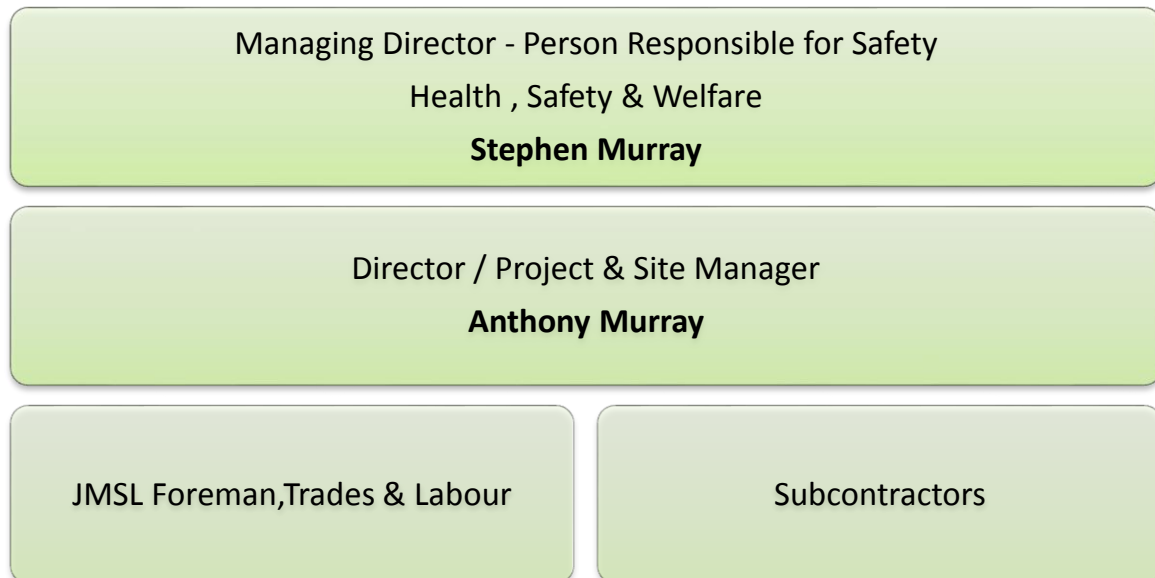 Managing Director - Person Responsible for Safety
Health , Safety & Welfare
Stephen Murray
Director / Project & Site Manager
Anthony Murray
JMSL Foreman,Trades & Labour
Subcontractors